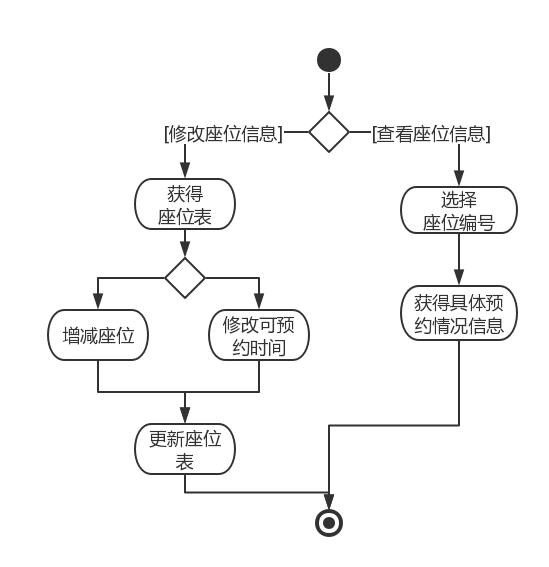 [修改座位信息]
[查看座位信息]
获得
座位表
选择
座位编号
增减座位
修改可预
约时间
获得具体预
约情况信息
更新座位
表